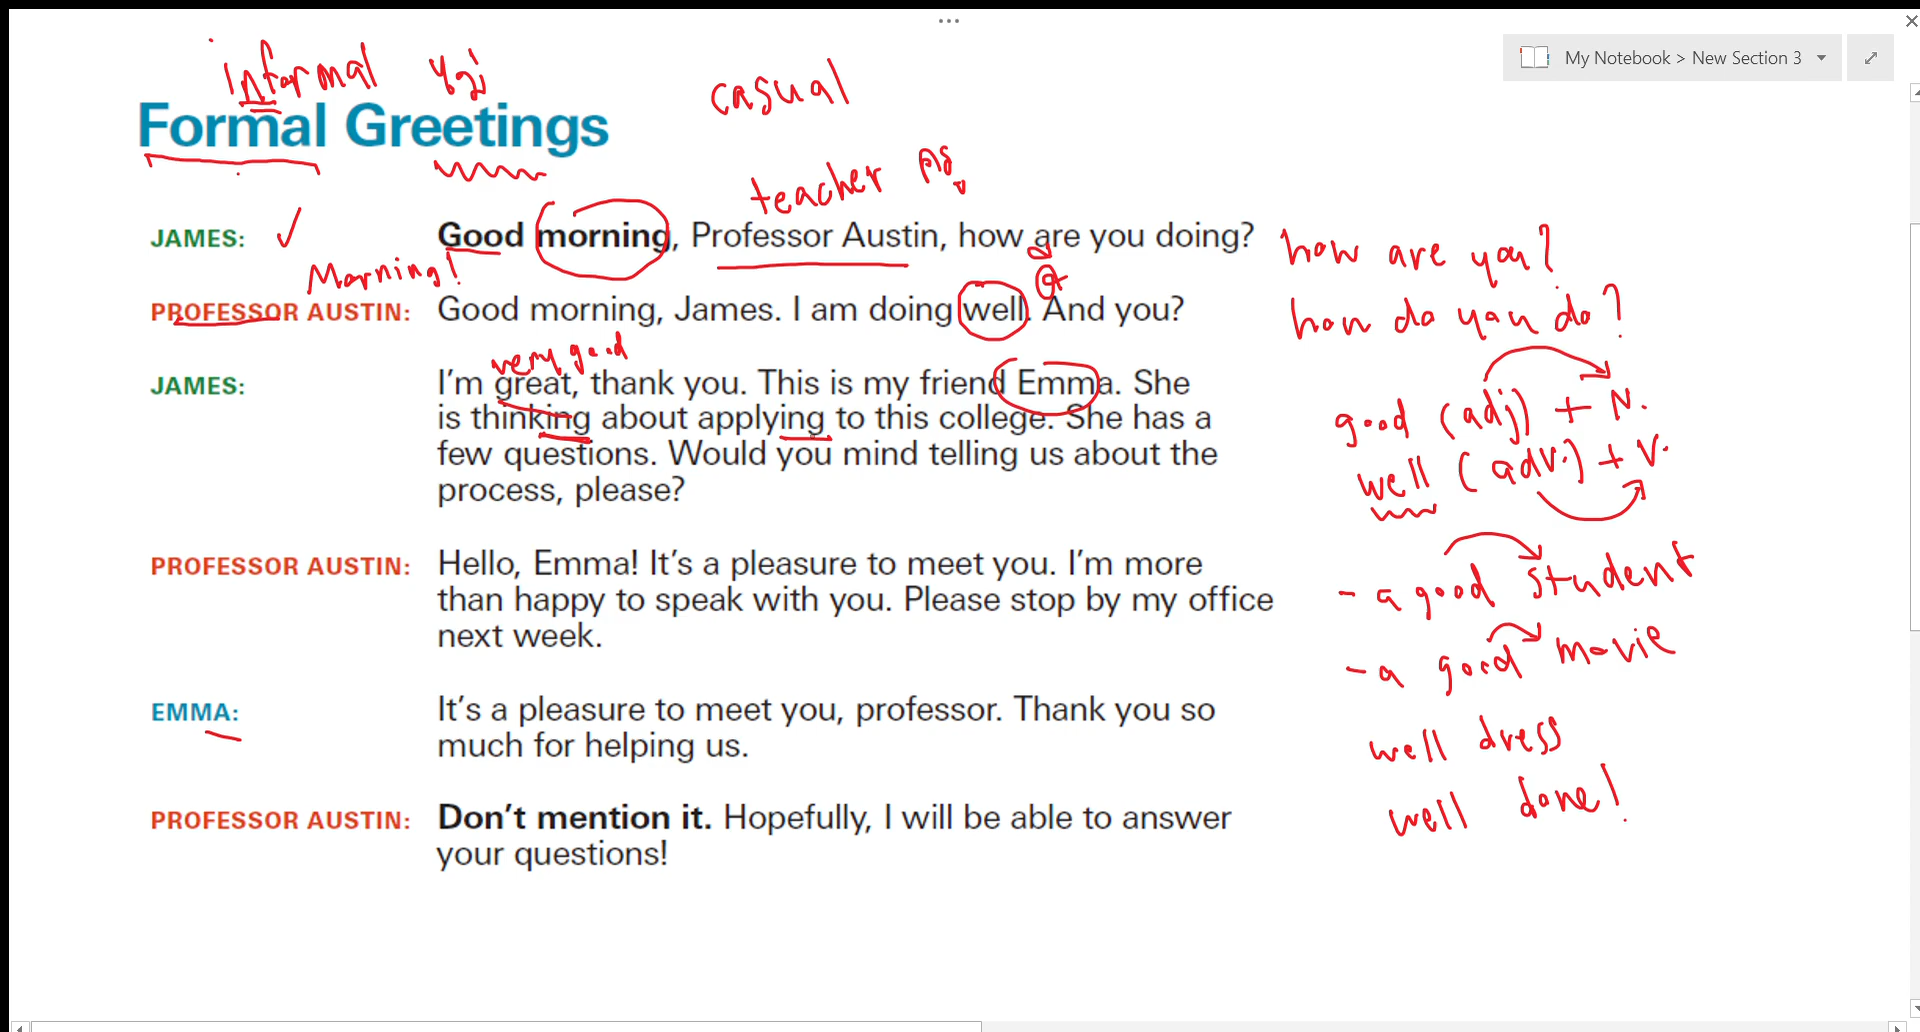 My Notebook > New Section 3
informal
casual
Formal Greetings
teacher
JAMES: Good morning, Professor Austin, how are you doing?
how are you?
Morning!
PROFESSOR AUSTIN: Good morning, James. I am doing well. And you?
how do you do?
very good
JAMES: I'm great, thank you. This is my friend Emma. She
is thinking about applying to this college. She has a
few questions. Would you mind telling us about the
process, please?
good (adj) + N.
well (adv.) + V.
PROFESSOR AUSTIN: Hello, Emma! It's a pleasure to meet you. I'm more
than happy to speak with you. Please stop by my office
next week.
- a good student
- a good movie
EMMA: It's a pleasure to meet you, professor. Thank you so
much for helping us.
well dress
well done!
PROFESSOR AUSTIN: Don't mention it. Hopefully, I will be able to answer
your questions!